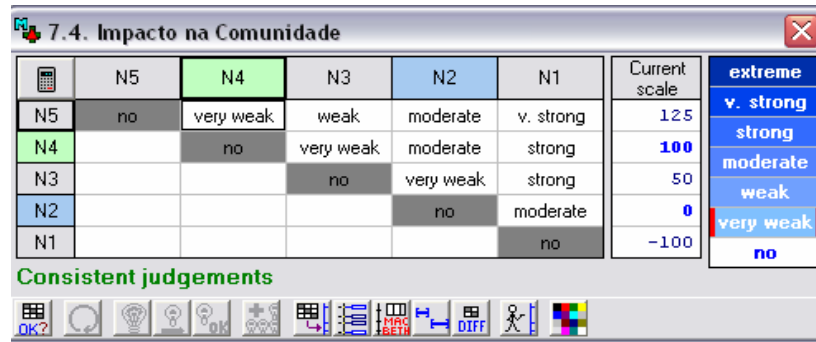 7.4. Impacto na Comunidade
N5 N4 N3 N2 N1 Current scale
N5 no very weak weak moderate v. strong 125
N4 no very weak moderate strong 100
N3 no very weak strong 50
N2 no moderate 0
N1 no -100
extreme
v. strong
strong
moderate
weak
very weak
no
Consistent judgements
OK? OK MAC BETH DIFF